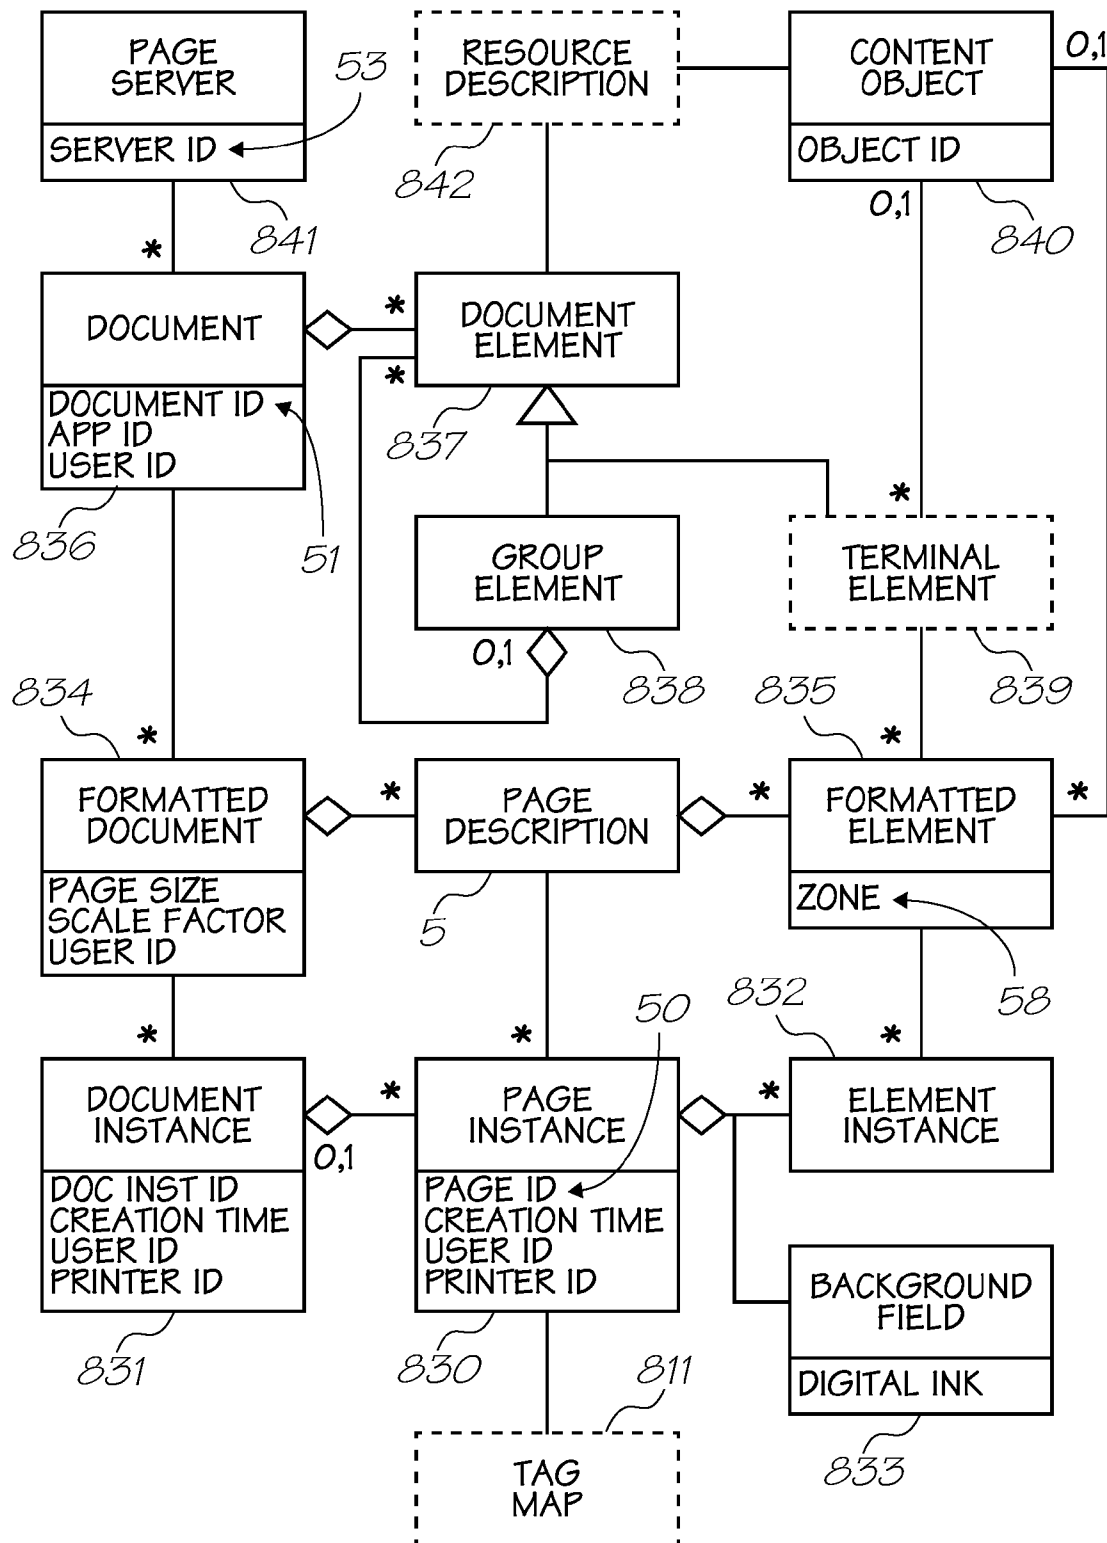 PAGE
SERVER
SERVER ID
53
841
*
RESOURCE
DESCRIPTION
842
CONTENT
OBJECT
OBJECT ID
0,1
0,1
840
DOCUMENT
DOCUMENT ID
APP ID
USER ID
836
51
*
*
DOCUMENT
ELEMENT
837
GROUP
ELEMENT
0,1
838
*
TERMINAL
ELEMENT
839
834
*
FORMATTED
DOCUMENT
PAGE SIZE
SCALE FACTOR
USER ID
*
PAGE
DESCRIPTION
5
835
*
*
*
FORMATTED
ELEMENT
ZONE
58
*
DOCUMENT
INSTANCE
0,1
DOC INST ID
CREATION TIME
USER ID
PRINTER ID
831
*
*
50
PAGE
INSTANCE
PAGE ID
CREATION TIME
USER ID
PRINTER ID
830
832
*
*
ELEMENT
INSTANCE
BACKGROUND
FIELD
DIGITAL INK
833
811
TAG
MAP